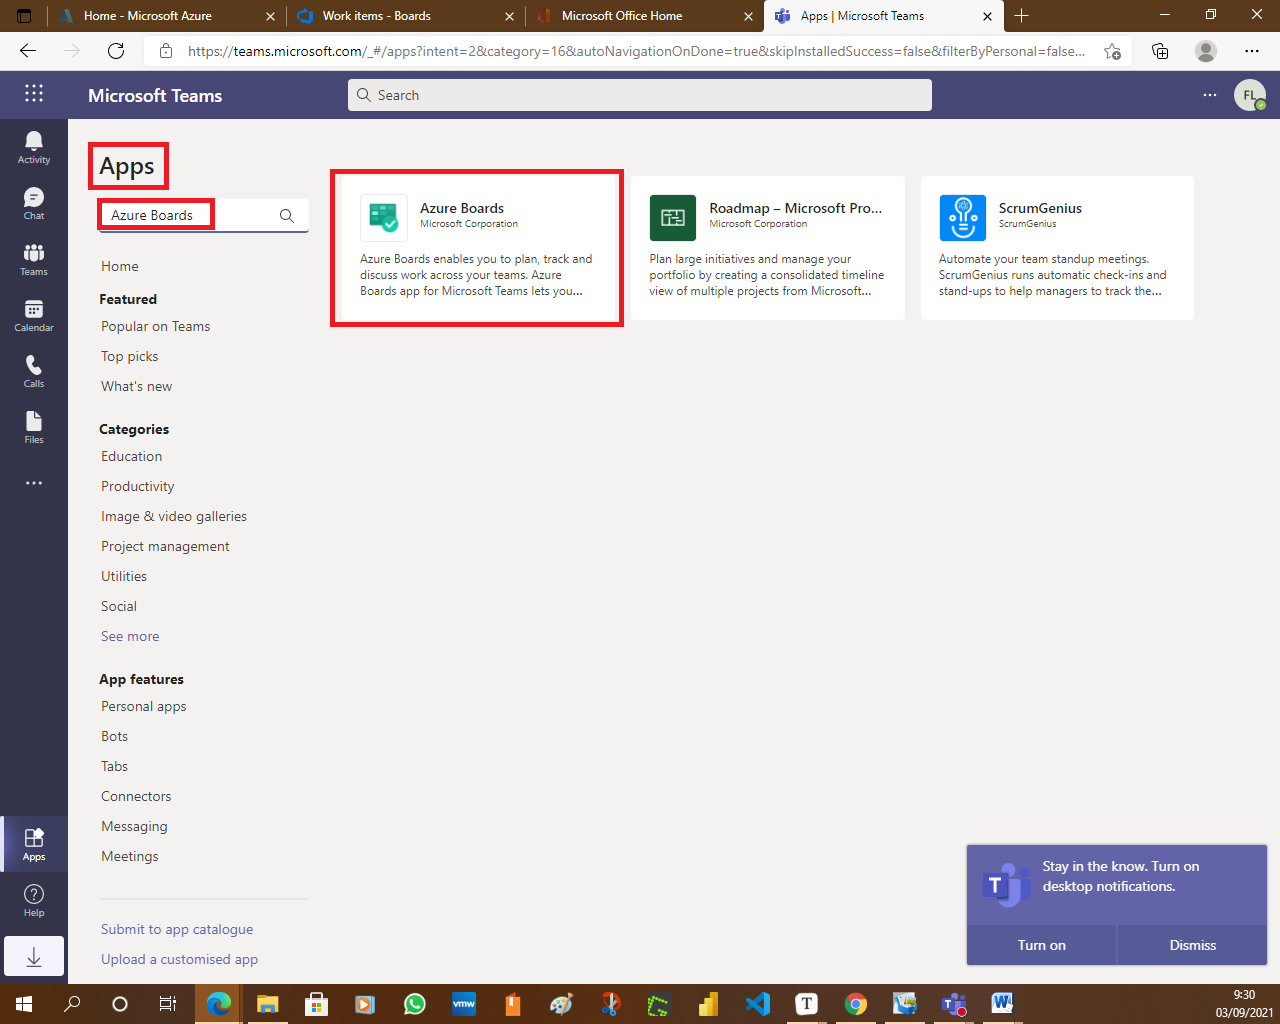 Home - Microsoft Azure
Work items - Boards
Microsoft Office Home
Apps | Microsoft Teams
https://teams.microsoft.com/_#/apps?intent=2&category=16&autoNavigationOnDone=true&skipInstalledSuccess=false&filterByPersonal=false...
Microsoft Teams
Search
FL
Activity
Chat
Teams
Calendar
Calls
Files
Apps
Help
Apps
Azure Boards
Home
Featured
Popular on Teams
Top picks
What's new
Categories
Education
Productivity
Image & video galleries
Project management
Utilities
Social
See more
App features
Personal apps
Bots
Tabs
Connectors
Messaging
Meetings
Submit to app catalogue
Upload a customised app
Azure Boards
Microsoft Corporation
Azure Boards enables you to plan, track and
discuss work across your teams. Azure
Boards app for Microsoft Teams lets you...
Roadmap – Microsoft Pro...
Microsoft Corporation
Plan large initiatives and manage your
portfolio by creating a consolidated timeline
view of multiple projects from Microsoft...
ScrumGenius
ScrumGenius
Automate your team standup meetings.
ScrumGenius runs automatic check-ins and
stand-ups to help managers to track the...
T
Stay in the know. Turn on
desktop notifications.
Turn on
Dismiss
vmw
T
W
9:30
03/09/2021